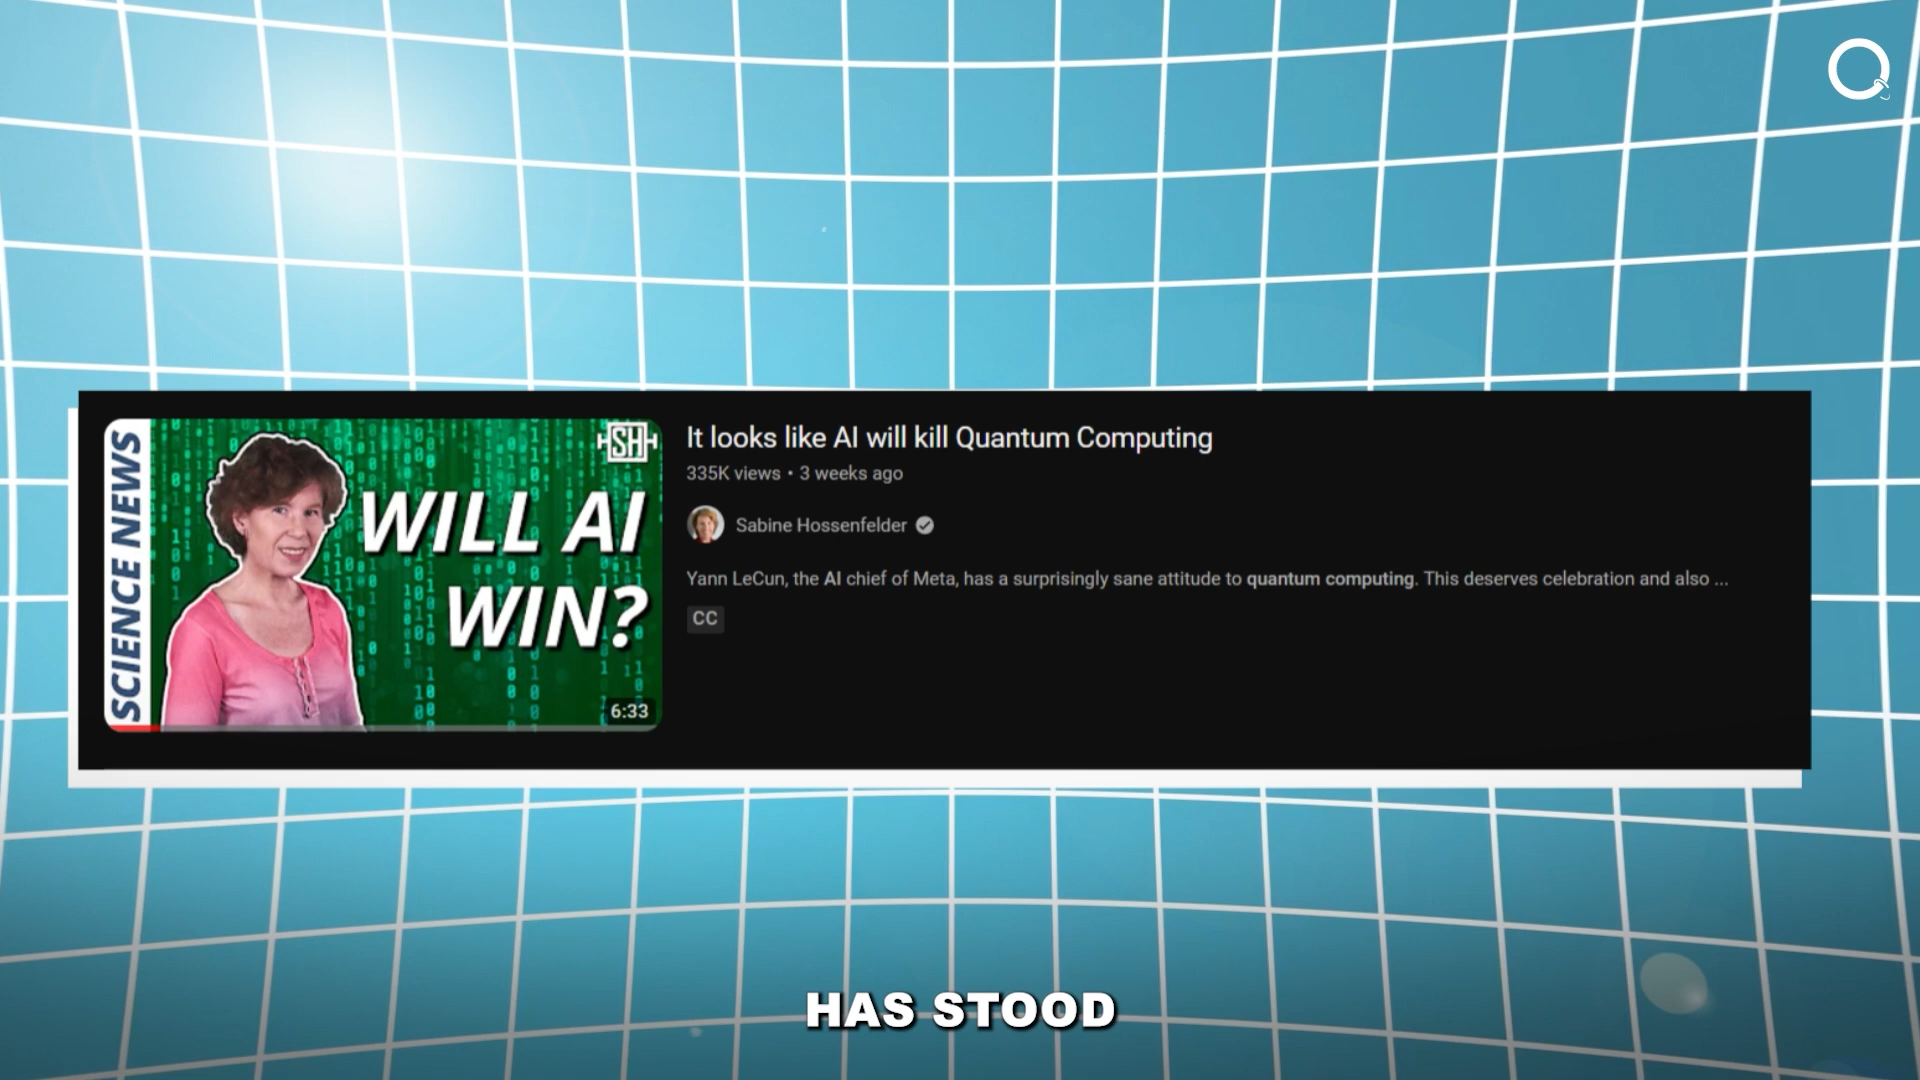 SCIENCE NEWS
SH
WILL AI
WIN?
6:33
It looks like AI will kill Quantum Computing
335K views • 3 weeks ago
Sabine Hossenfelder
Yann LeCun, the AI chief of Meta, has a surprisingly sane attitude to quantum computing. This deserves celebration and also ...
CC
HAS STOOD